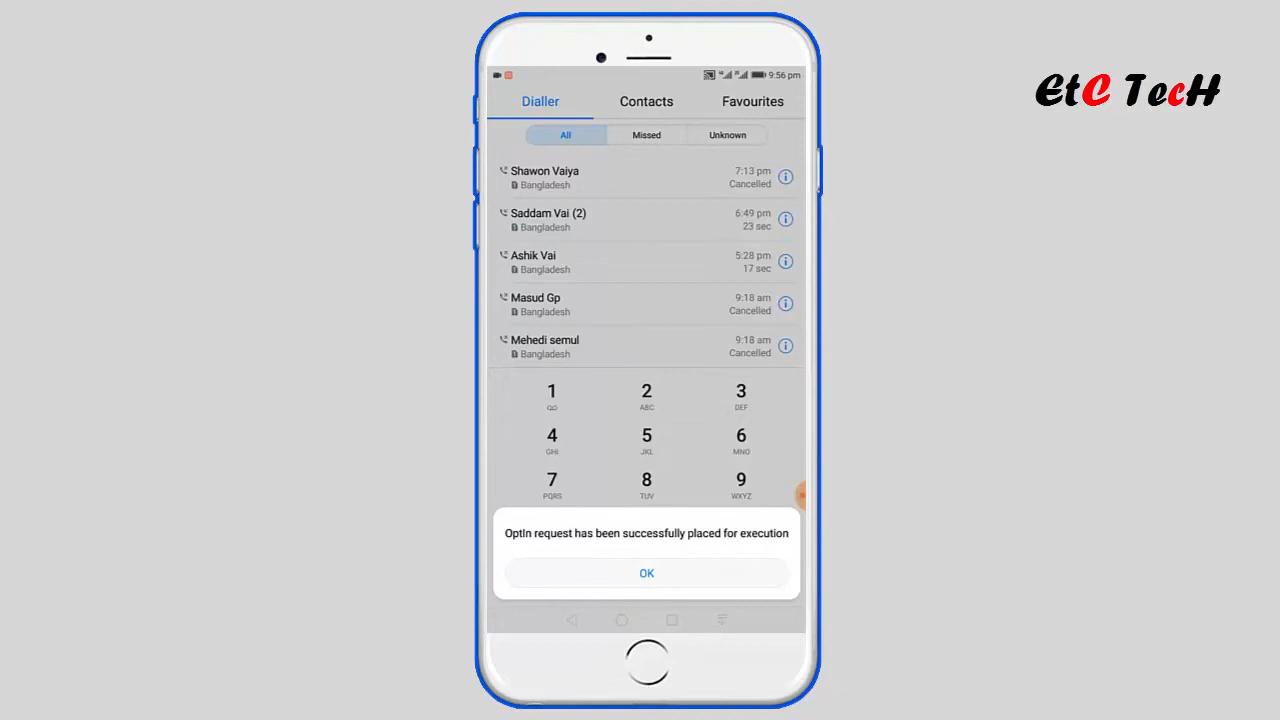 EtC TecH
9:56 pm
Dialler Contacts Favourites
All Missed Unknown
Shawon Vaiya 7:13 pm
Bangladesh Cancelled
Saddam Vai (2) 6:49 pm
Bangladesh 23 sec
Ashik Vai 5:28 pm
Bangladesh 17 sec
Masud Gp 9:18 am
Bangladesh Cancelled
Mehedi semul 9:18 am
Bangladesh Cancelled
1 2 3
ABC DEF
4 5 6
GHI JKL MNO
7 8 9
PQRS TUV WXYZ
OptIn request has been successfully placed for execution
OK